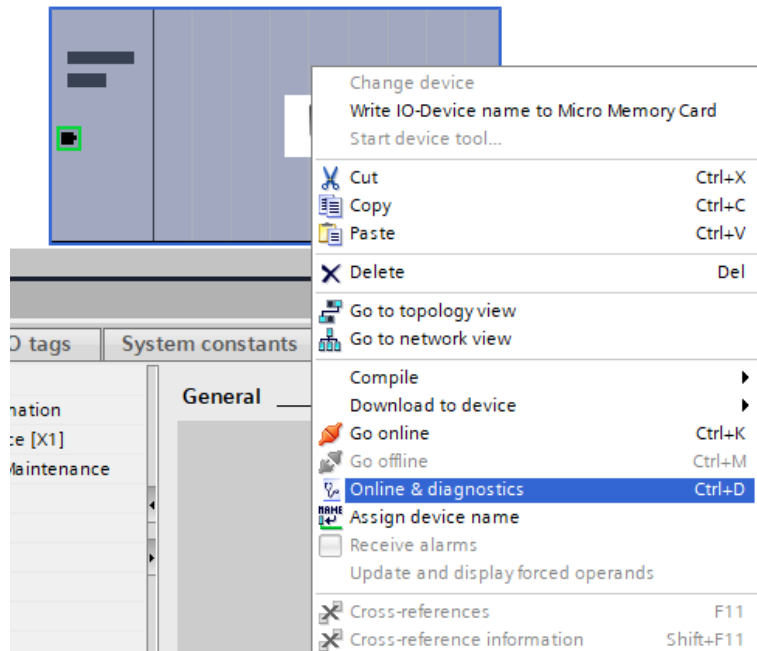 Change device
Write IO-Device name to Micro Memory Card
Start device tool...
Cut Ctrl+X
Copy Ctrl+C
Paste Ctrl+V
Delete Del
Go to topology view
Go to network view
Compile
Download to device
Go online Ctrl+K
Go offline Ctrl+M
Online & diagnostics Ctrl+D
NAME Assign device name
Receive alarms
Update and display forced operands
Cross-references F11
Cross-reference information Shift+F11
O tags System constants
General
mation
ce [X1]
Maintenance